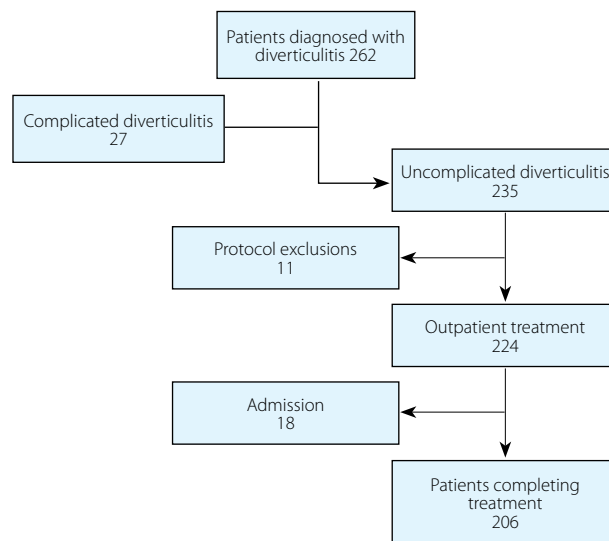 Patients diagnosed with
diverticulitis 262
Complicated diverticulitis
27
Uncomplicated diverticulitis
235
Protocol exclusions
11
Outpatient treatment
224
Admission
18
Patients completing
treatment
206